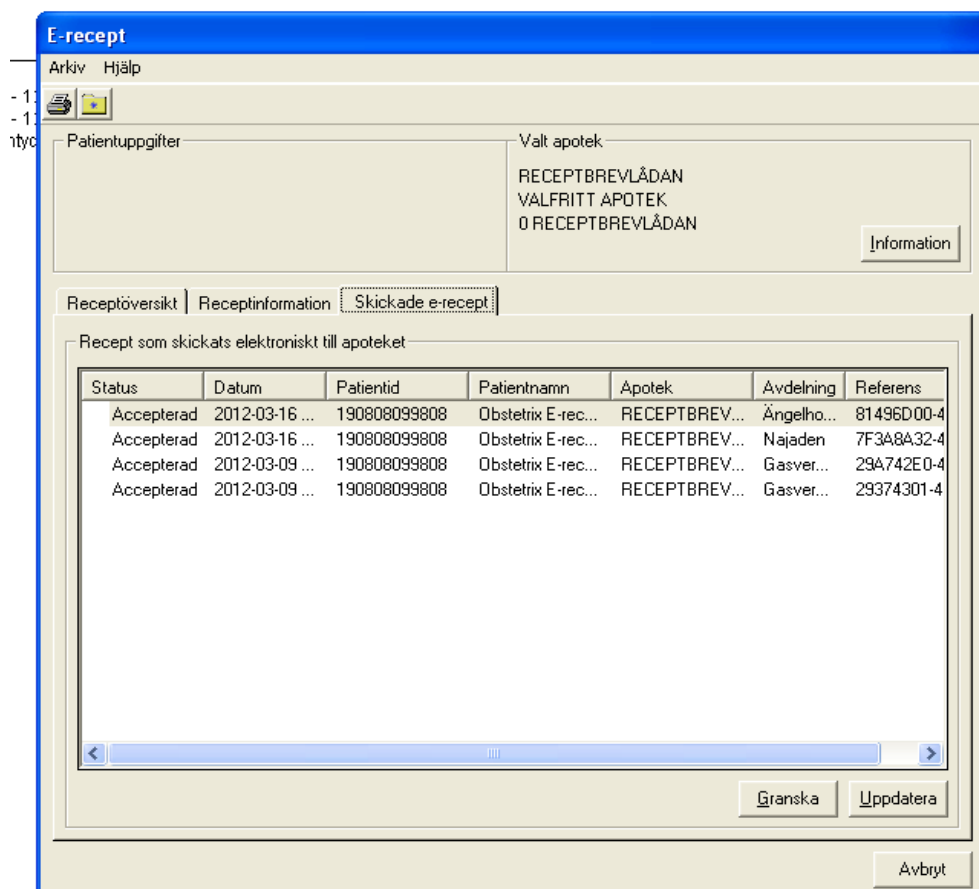 E-recept
Arkiv Hjälp
- 1
- 1
ntyc
Patientuppgifter
Valt apotek
RECEPTBREVLÅDAN
VALFRITT APOTEK
0 RECEPTBREVLÅDAN
Information
Receptöversikt Receptinformation Skickade e-recept
Recept som skickats elektroniskt till apoteket
Status Datum Patientid Patientnamn Apotek Avdelning Referens
Accepterad 2012-03-16 ... 190808099808 Obstetrix E-rec... RECEPTBREV... Ängelho... 81496D00-4
Accepterad 2012-03-16 ... 190808099808 Obstetrix E-rec... RECEPTBREV... Najaden 7F3A8A32-4
Accepterad 2012-03-09 ... 190808099808 Obstetrix E-rec... RECEPTBREV... Gasver... 29A742E0-4
Accepterad 2012-03-09 ... 190808099808 Obstetrix E-rec... RECEPTBREV... Gasver... 29374301-4
Granska Uppdatera
Avbryt